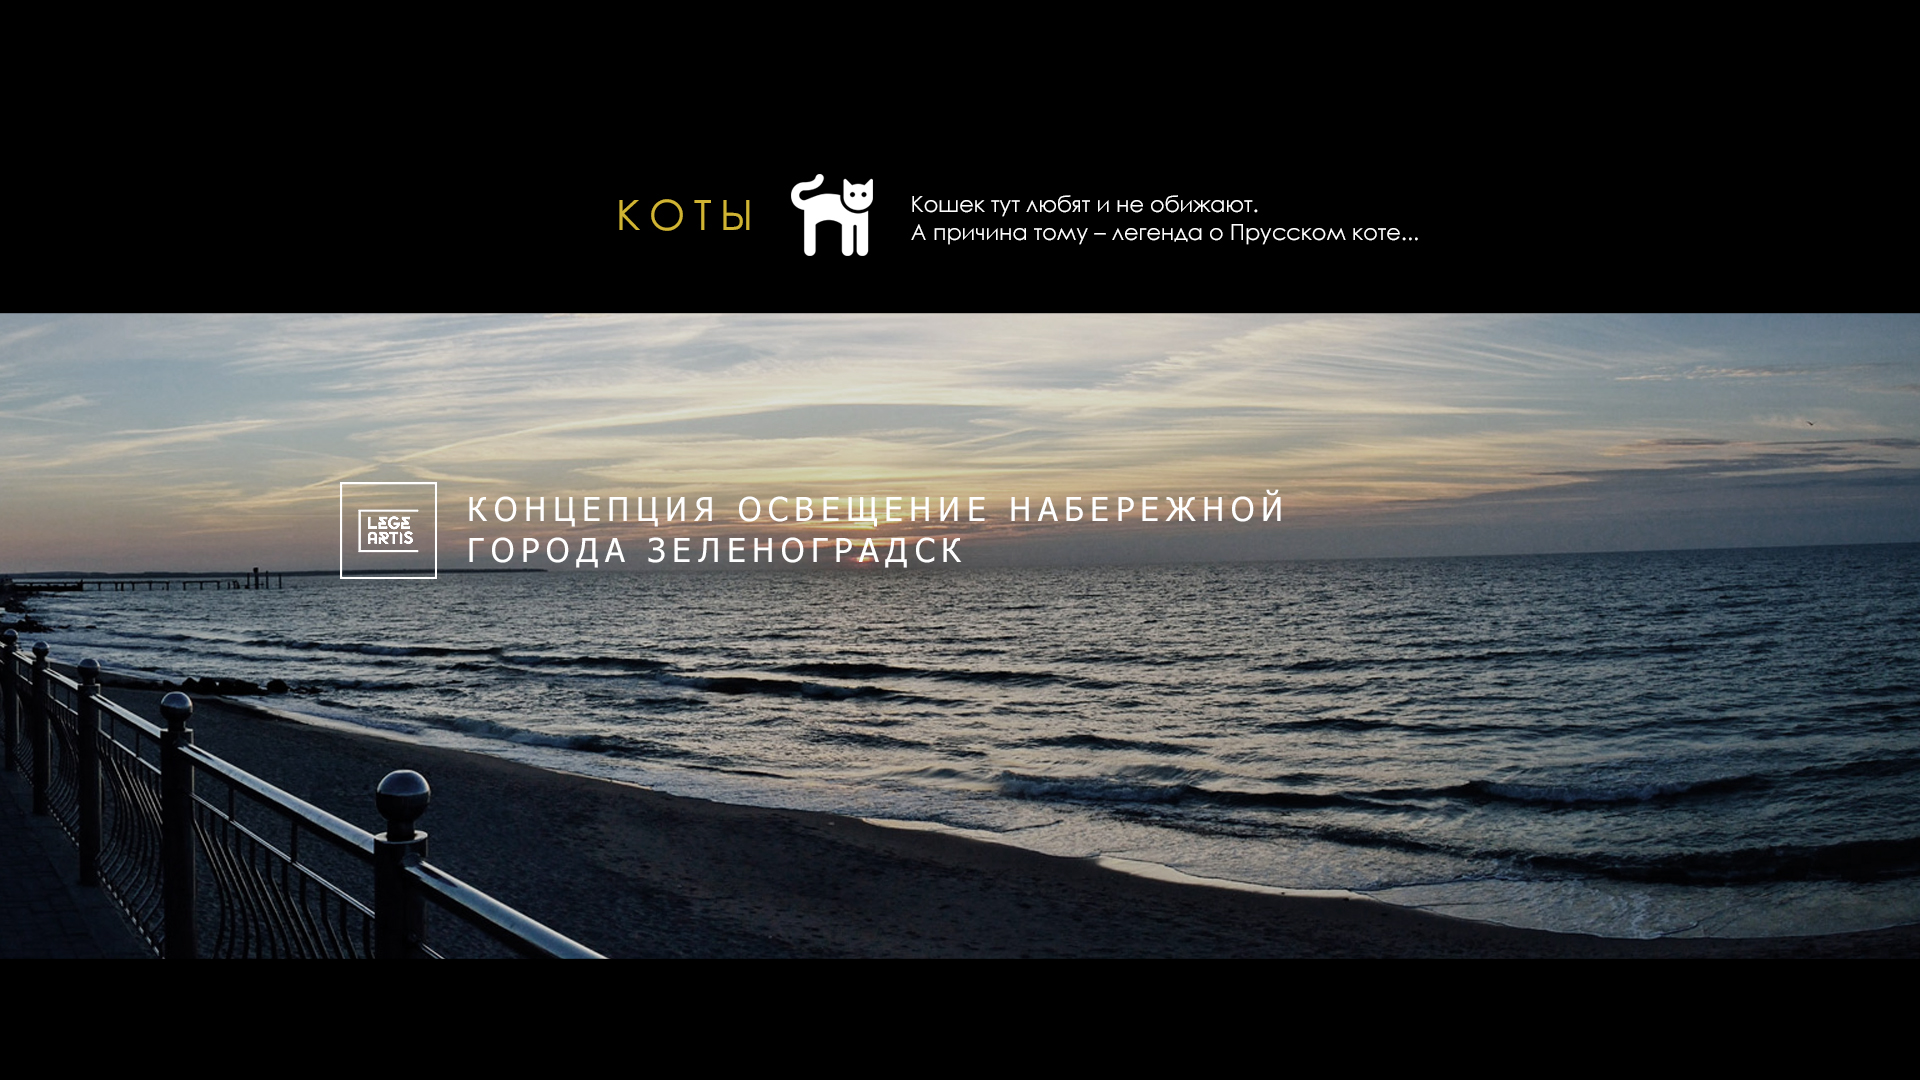 КОТЫ
Кошек тут любят и не обижают.
А причина тому – легенда о Прусском коте...
LEGE
ARTIS
КОНЦЕПЦИЯ ОСВЕЩЕНИЕ НАБЕРЕЖНОЙ
ГОРОДА ЗЕЛЕНОГРАДСК